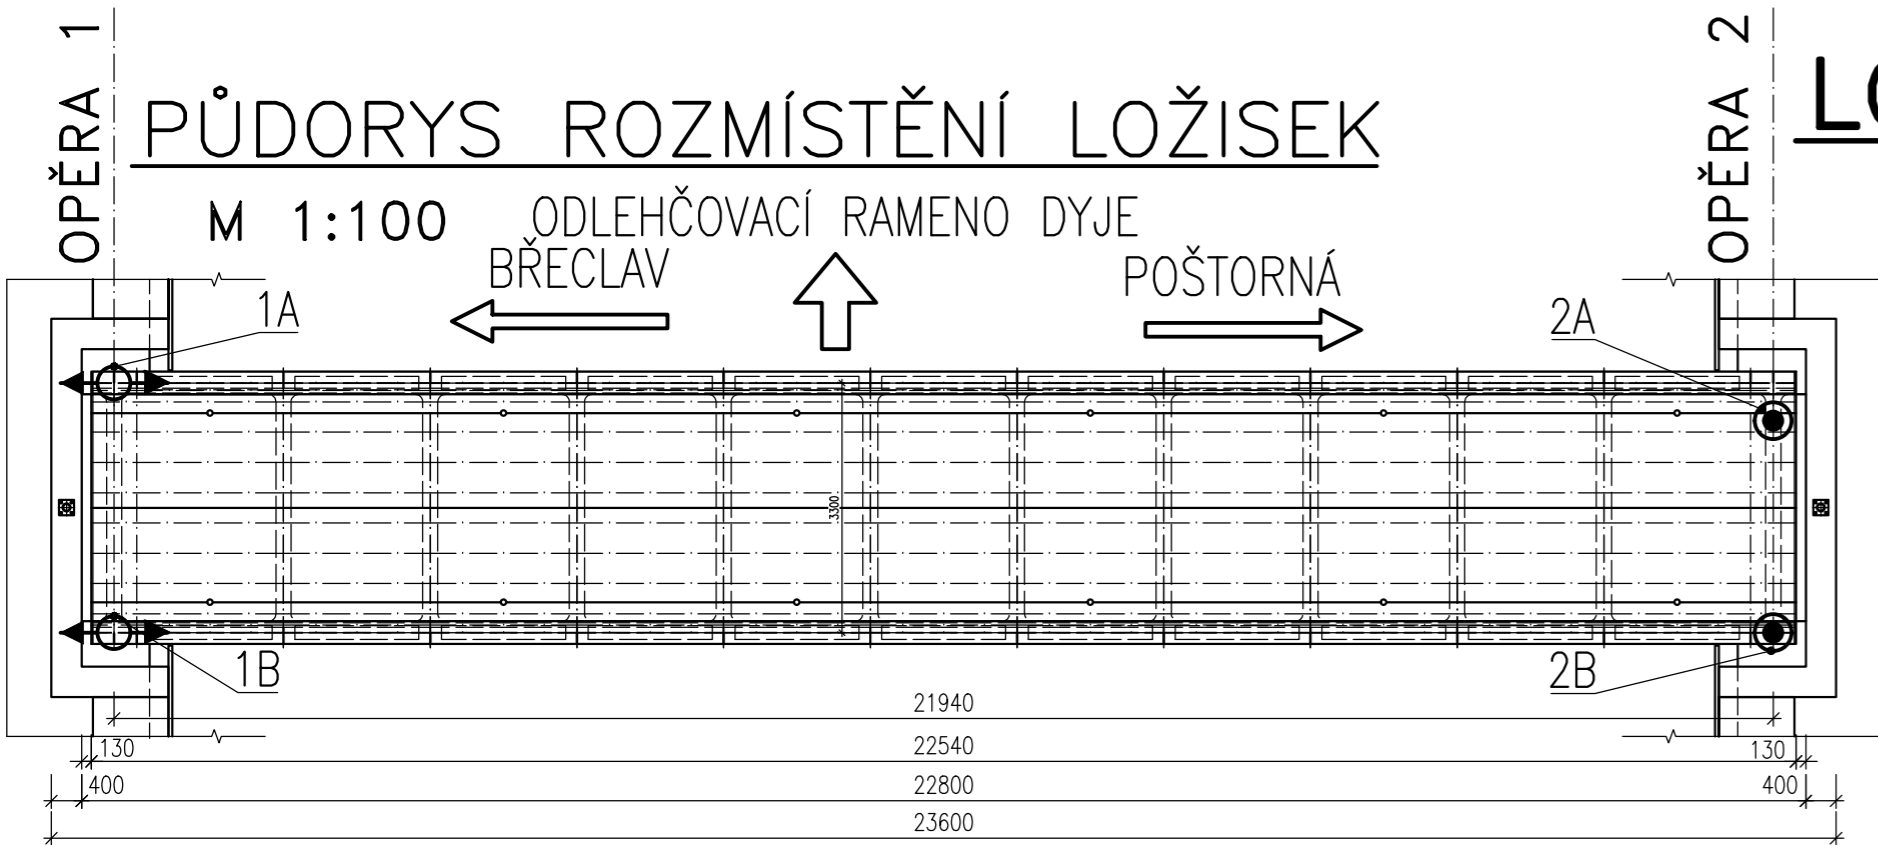 OPĚRA 1
OPĚRA 2
PŮDORYS ROZMÍSTĚNÍ LOŽISEK
LO
M 1:100
ODLEHČOVACÍ RAMENO DYJE
BŘECLAV
POŠTORNÁ
1A
2A
3300
1B
2B
21940
130
22540
130
400
22800
400
23600